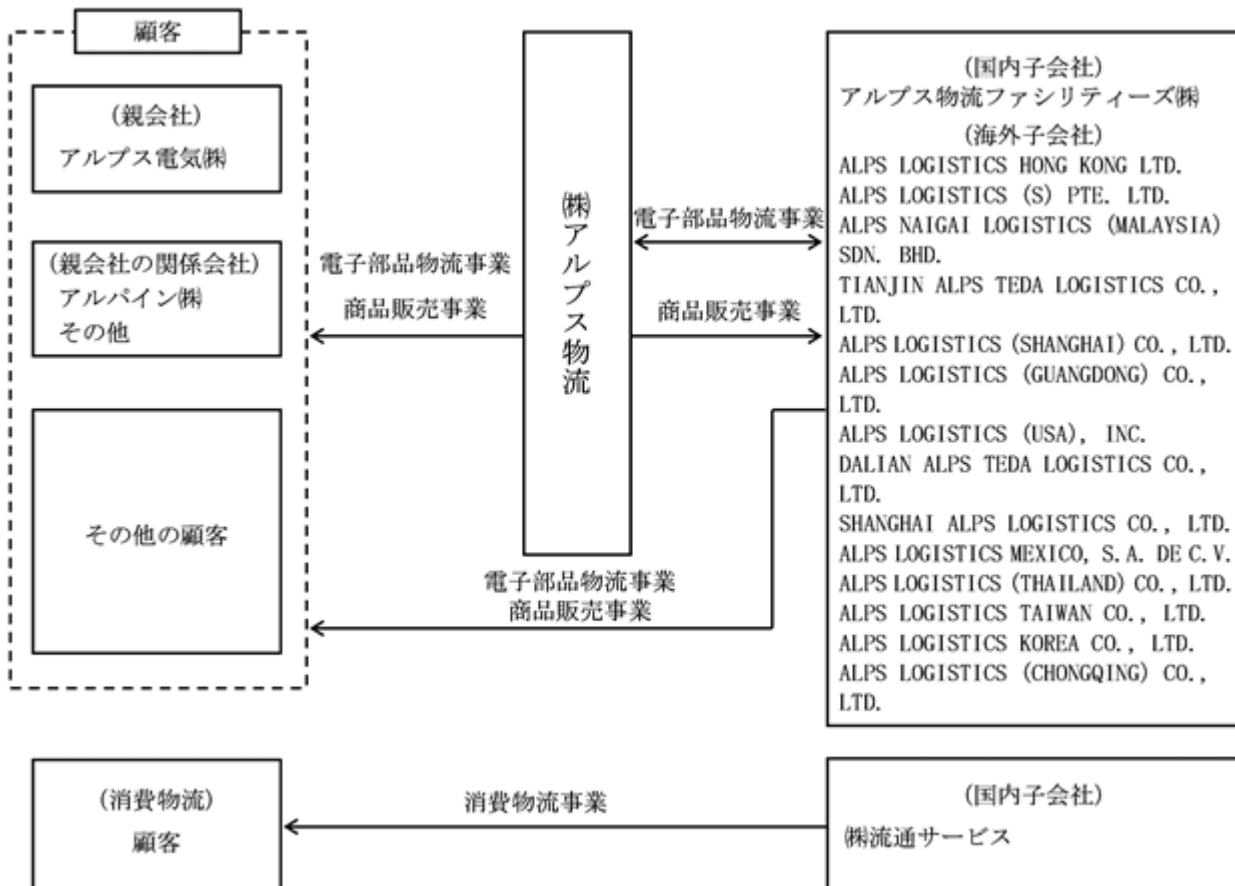 顧客
(親会社)
アルプス電気㈱
(親会社の関係会社)
アルパイン㈱
その他
その他の顧客
電子部品物流事業
商品販売事業
㈱アルプス物流
電子部品物流事業
商品販売事業
電子部品物流事業
商品販売事業
(国内子会社)
アルプス物流ファシリティーズ㈱
(海外子会社)
ALPS LOGISTICS HONG KONG LTD.
ALPS LOGISTICS (S) PTE. LTD.
ALPS NAIGAI LOGISTICS (MALAYSIA)
SDN. BHD.
TIANJIN ALPS TEDA LOGISTICS CO.,
LTD.
ALPS LOGISTICS (SHANGHAI) CO., LTD.
ALPS LOGISTICS (GUANGDONG) CO.,
LTD.
ALPS LOGISTICS (USA), INC.
DALIAN ALPS TEDA LOGISTICS CO.,
LTD.
SHANGHAI ALPS LOGISTICS CO., LTD.
ALPS LOGISTICS MEXICO, S.A. DE C.V.
ALPS LOGISTICS (THAILAND) CO., LTD.
ALPS LOGISTICS TAIWAN CO., LTD.
ALPS LOGISTICS KOREA CO., LTD.
ALPS LOGISTICS (CHONGQING) CO.,
LTD.
(消費物流)
顧客
消費物流事業
(国内子会社)
㈱流通サービス